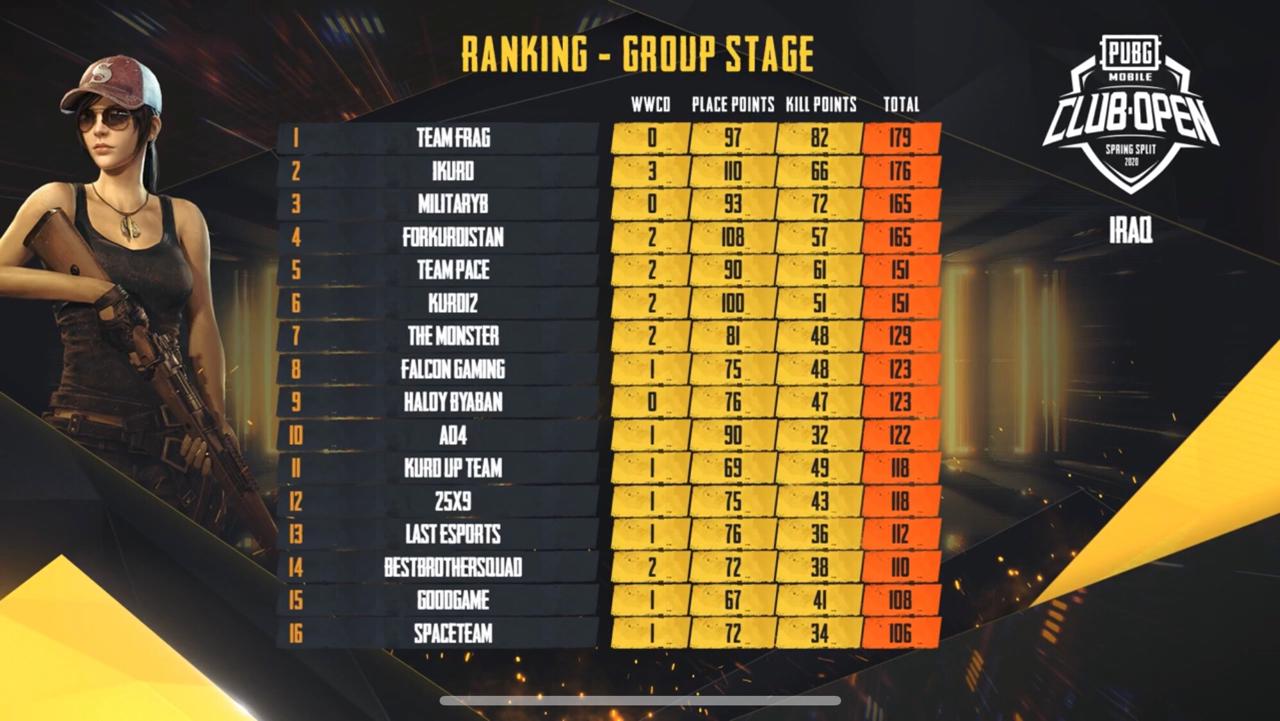 RANKING - GROUP STAGE
PUBG
MOBILE
CLUB·OPEN
SPRING SPLIT
2020
IRAQ
WWCD PLACE POINTS KILL POINTS TOTAL
1 TEAM FRAG 0 97 82 179
2 IKURD 3 110 66 176
3 MILITARY8 0 93 72 165
4 FORKURDISTAN 2 108 57 165
5 TEAM PACE 2 90 61 151
6 KURD12 2 100 51 151
7 THE MONSTER 2 81 48 129
8 FALCON GAMING 1 75 48 123
9 HALOY BYABAN 0 76 47 123
10 AO4 1 90 32 122
11 KURD UP TEAM 1 69 49 118
12 25X9 1 75 43 118
13 LAST ESPORTS 1 76 36 112
14 BESTBROTHERSQUAD 2 72 38 110
15 GOODGAME 1 67 41 108
16 SPACETEAM 1 72 34 106